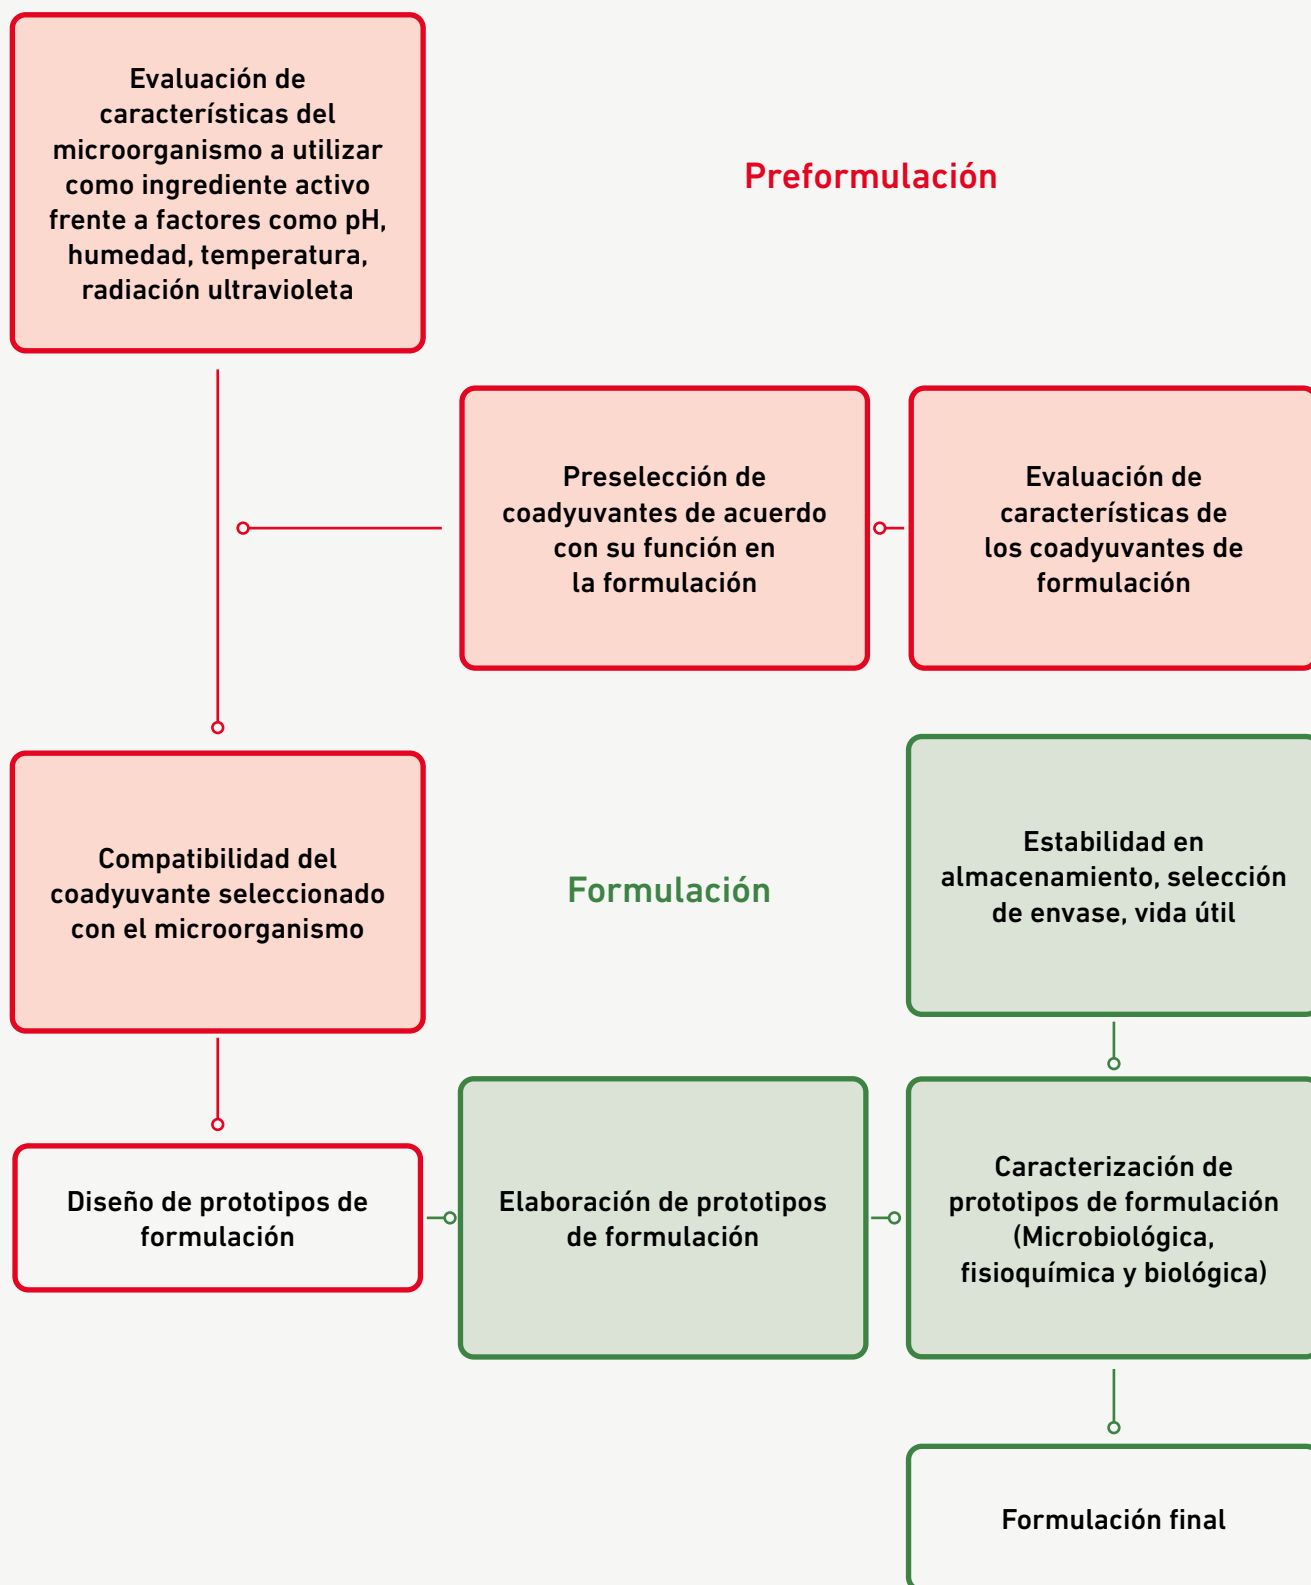 Evaluación de
características del
microorganismo a utilizar
como ingrediente activo
frente a factores como pH,
humedad, temperatura,
radiación ultravioleta
Preformulación
Preselección de
coadyuvantes de acuerdo
con su función en
la formulación
Evaluación de
características de
los coadyuvantes de
formulación
Compatibilidad del
coadyuvante seleccionado
con el microorganismo
Formulación
Estabilidad en
almacenamiento, selección
de envase, vida útil
Diseño de prototipos de
formulación
Elaboración de prototipos
de formulación
Caracterización de
prototipos de formulación
(Microbiológica,
fisioquímica y biológica)
Formulación final